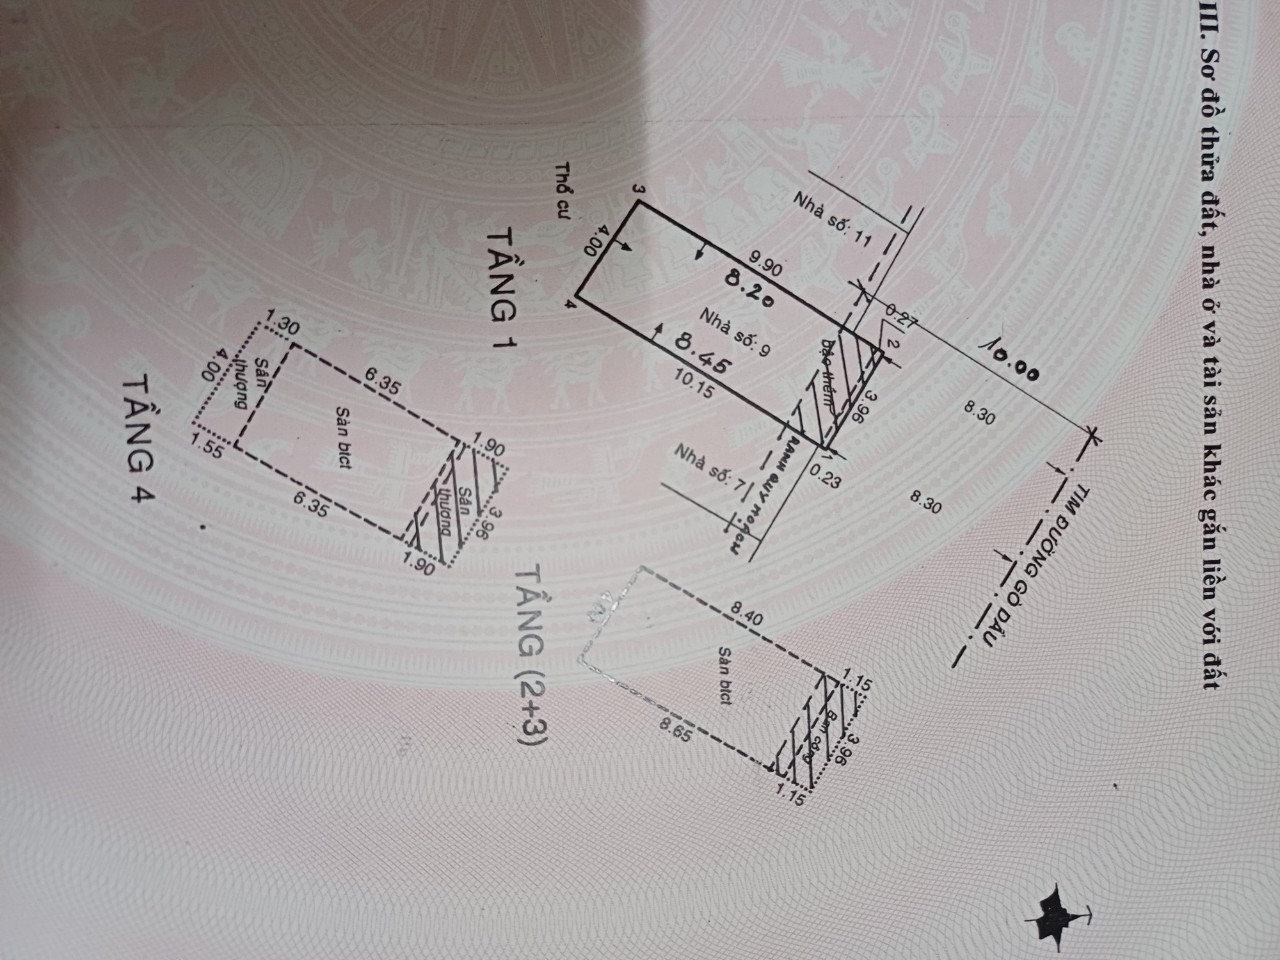 III. Sơ đồ thửa đất, nhà ở và tài sản khác gắn liền với đất
TIM ĐƯỜNG GÒ DẦU
10.00
8.30
8.30
Nhà số: 11
0.27
2
9.90
8.20
Nhà số: 9
bậc thềm
3.96
1
0.23
8.45
10.15
RANH QUY HOẠCH
Nhà số: 7
3
4.00
4
Thổ cư
TẦNG 1
8.40
1.15
Sàn btct
Ban công
3.96
8.65
1.15
TẦNG (2+3)
1.30
Sân thượng
4.00
1.55
6.35
Sàn btct
6.35
1.90
Sân thượng
3.96
1.90
TẦNG 4